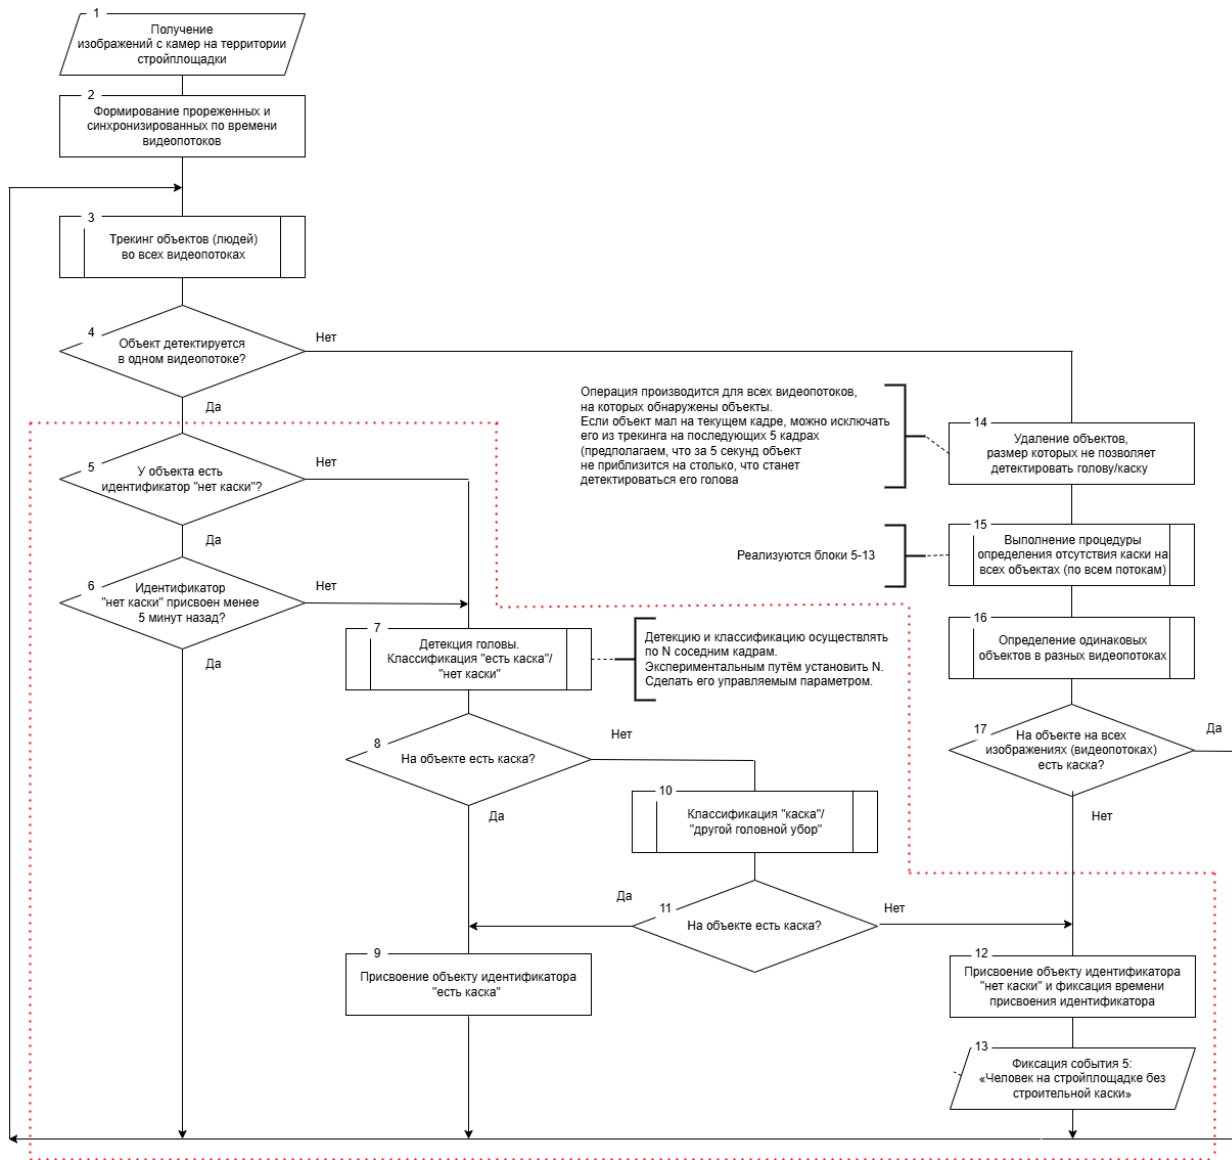 1
Получение
изображений с камер на территории
стройплощадки
2
Формирование прореженных и
синхронизированных по времени
видеопотоков
3
Трекинг объектов (людей)
во всех видеопотоках
4
Объект детектируется
в одном видеопотоке?
Нет
Да
Операция производится для всех видеопотоков,
на которых обнаружены объекты.
Если объект мал на текущем кадре, можно исключать
его из трекинга на последующих 5 кадрах
(предполагаем, что за 5 секунд объект
не приблизится на столько, что станет
детектироваться его голова
14
Удаление объектов,
размер которых не позволяет
детектировать голову/каску
5
У объекта есть
идентификатор "нет каски"?
Нет
Да
Реализуются блоки 5-13
15
Выполнение процедуры
определения отсутствия каски на
всех объектах (по всем потокам)
6
Идентификатор
"нет каски" присвоен менее
5 минут назад?
Нет
Да
7
Детекция головы.
Классификация "есть каска"/
"нет каски"
Детекцию и классификацию осуществлять
по N соседним кадрам.
Экспериментальным путём установить N.
Сделать его управляемым параметром.
16
Определение одинаковых
объектов в разных видеопотоках
8
На объекте есть каска?
Нет
Да
17
На объекте на всех
изображениях (видеопотоках)
есть каска?
Да
Нет
10
Классификация "каска"/
"другой головной убор"
11
На объекте есть каска?
Да
Нет
9
Присвоение объекту идентификатора
"есть каска"
12
Присвоение объекту идентификатора
"нет каски" и фиксация времени
присвоения идентификатора
13
Фиксация события 5:
«Человек на стройплощадке без
строительной каски»